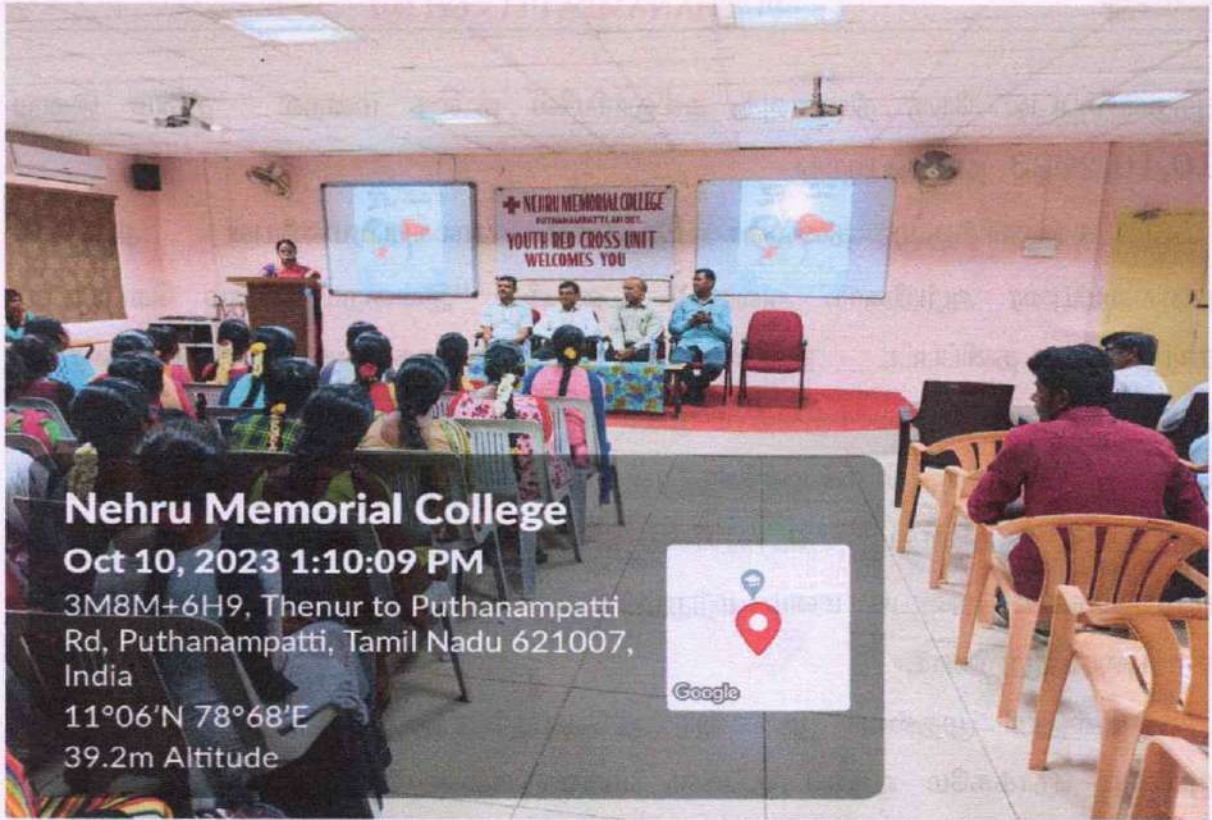 NEHRU MEMORIAL COLLEGE
YOUTH RED CROSS UNIT
WELCOMES YOU
Nehru Memorial College
Oct 10, 2023 1:10:09 PM
3M8M+6H9, Thenur to Puthanampatti
Rd, Puthanampatti, Tamil Nadu 621007,
India
11°06'N 78°68'E
39.2m Altitude
Google